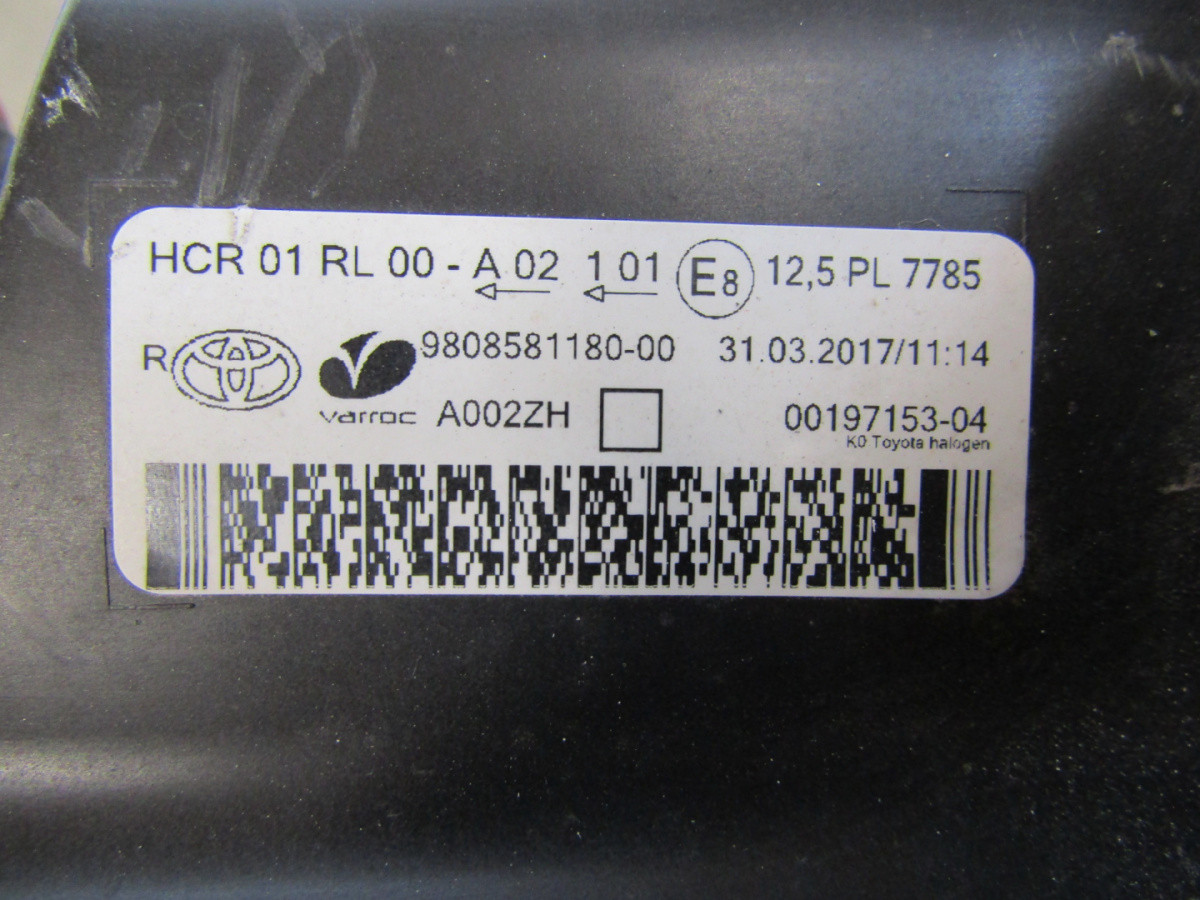 HCR 01 RL 00 - A 02 1 01 E8 12,5 PL 7785
R 9808581180-00 31.03.2017/11:14
varroc A002ZH 00197153-04
K0 Toyota halogen